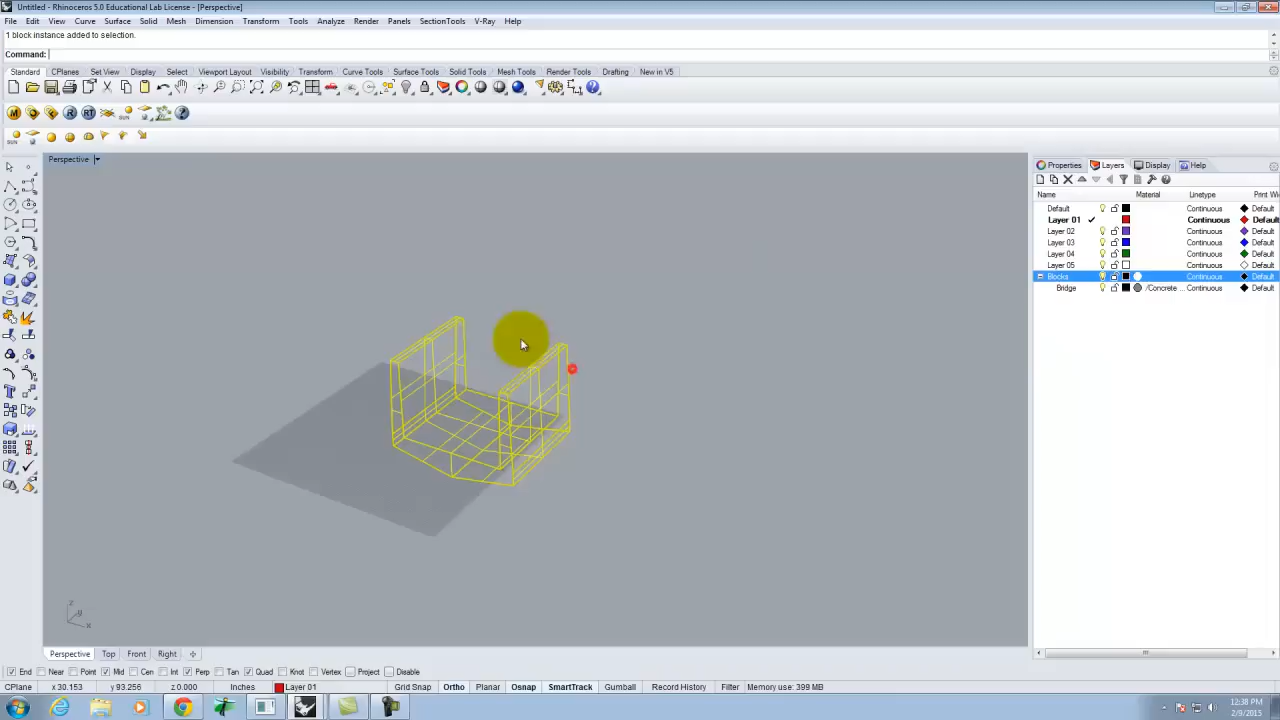 Untitled - Rhinoceros 5.0 Educational Lab License - [Perspective]
File Edit View Curve Surface Solid Mesh Dimension Transform Tools Analyze Render Panels SectionTools V-Ray Help
1 block instance added to selection.
Command:
Standard CPlanes Set View Display Select Viewport Layout Visibility Transform Curve Tools Surface Tools Solid Tools Mesh Tools Render Tools Drafting New in V5
M R RT SUN
SUN
Perspective
Properties Layers Display Help
Name Material Linetype Print Wi
Default Continuous Default
Layer 01 Continuous Default
Layer 02 Continuous Default
Layer 03 Continuous Default
Layer 04 Continuous Default
Layer 05 Continuous Default
Blocks Continuous Default
Bridge /Concrete ... Continuous Default
z
y
x
Perspective Top Front Right
End Near Point Mid Cen Int Perp Tan Quad Knot Vertex Project Disable
CPlane x 30.153 y 93.256 z 0.000 Inches Layer 01 Grid Snap Ortho Planar Osnap SmartTrack Gumball Record History Filter Memory use: 399 MB
12:38 PM
2/9/2015